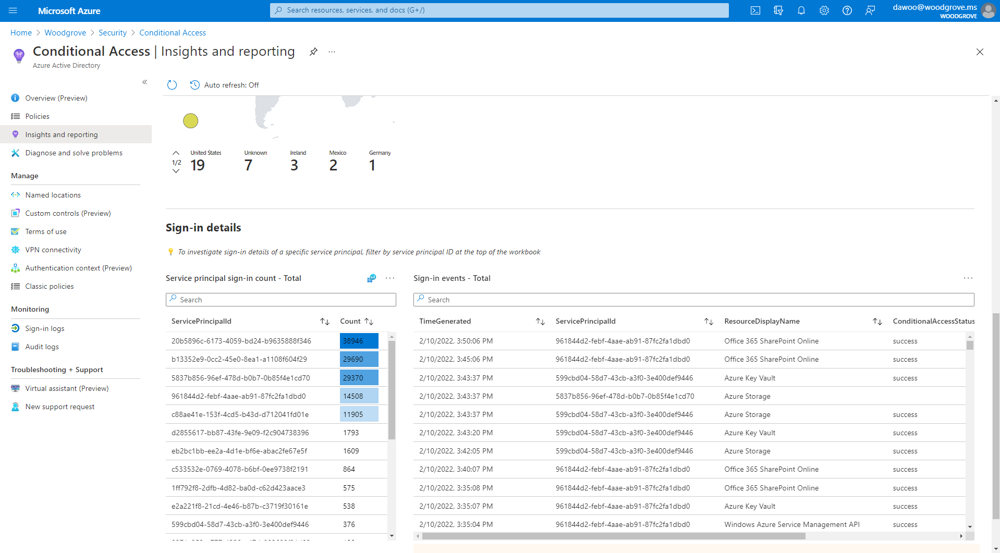 Microsoft Azure
Search resources, services, and docs (G+/)
dawoo@woodgrove.ms
WOODGROVE
Home > Woodgrove > Security > Conditional Access
Conditional Access | Insights and reporting
Azure Active Directory
Auto refresh: Off
Overview (Preview)
Policies
Insights and reporting
Diagnose and solve problems
Manage
Named locations
Custom controls (Preview)
Terms of use
VPN connectivity
Authentication context (Preview)
Classic policies
Monitoring
Sign-in logs
Audit logs
Troubleshooting + Support
Virtual assistant (Preview)
New support request
1/2
United States Unknown Ireland Mexico Germany
19 7 3 2 1
Sign-in details
To investigate sign-in details of a specific service principal, filter by service principal ID at the top of the workbook
Service principal sign-in count - Total
Search
ServicePrincipalId Count
20b5896c-6173-4059-bd24-b9635888f346 38946
b13352e9-0cc2-45e0-8ea1-a1108f604f29 29690
5837b856-96ef-478d-b0b7-0b85f4e1cd70 29370
961844d2-febf-4aae-ab91-87fc2fa1dbd0 14508
c88ae41e-153f-4cd5-b43d-d712041fd01e 11905
d2855617-bb87-43fe-9e09-f2c904738396 1793
eb2bc1bb-ee2a-4d1e-bf6e-abac2fe67e5f 1609
c533532e-0769-4078-b6bf-0ee9738f2191 864
1ff792f8-2dfb-4d82-ba0d-c62d423aace3 575
e2a221f8-21cd-4e46-b87b-c3719f30161e 538
599cbd04-58d7-43cb-a3f0-3e400def9446 376
Sign-in events - Total
Search
TimeGenerated ServicePrincipalId ResourceDisplayName ConditionalAccessStatus
2/10/2022, 3:50:06 PM 961844d2-febf-4aae-ab91-87fc2fa1dbd0 Office 365 SharePoint Online success
2/10/2022, 3:45:06 PM 961844d2-febf-4aae-ab91-87fc2fa1dbd0 Office 365 SharePoint Online success
2/10/2022, 3:43:37 PM 599cbd04-58d7-43cb-a3f0-3e400def9446 Azure Key Vault success
2/10/2022, 3:43:37 PM 5837b856-96ef-478d-b0b7-0b85f4e1cd70 Azure Storage
2/10/2022, 3:43:37 PM 599cbd04-58d7-43cb-a3f0-3e400def9446 Azure Storage success
2/10/2022, 3:43:20 PM 599cbd04-58d7-43cb-a3f0-3e400def9446 Azure Key Vault success
2/10/2022, 3:42:05 PM 599cbd04-58d7-43cb-a3f0-3e400def9446 Azure Storage success
2/10/2022, 3:40:07 PM 961844d2-febf-4aae-ab91-87fc2fa1dbd0 Office 365 SharePoint Online success
2/10/2022, 3:35:08 PM 961844d2-febf-4aae-ab91-87fc2fa1dbd0 Office 365 SharePoint Online success
2/10/2022, 3:35:07 PM 961844d2-febf-4aae-ab91-87fc2fa1dbd0 Azure Key Vault success
2/10/2022, 3:35:04 PM 961844d2-febf-4aae-ab91-87fc2fa1dbd0 Windows Azure Service Management API success